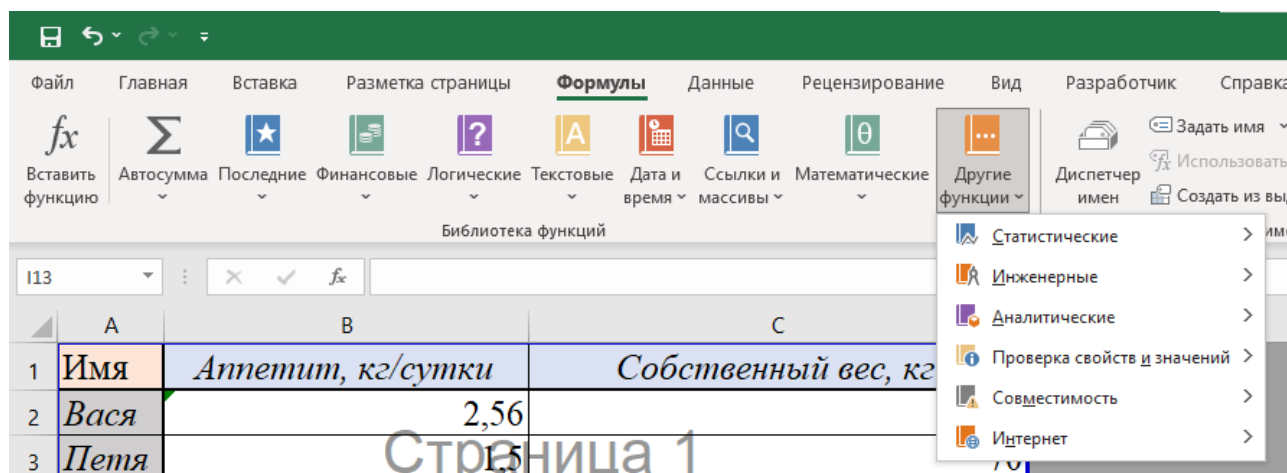 Файл Главная Вставка Разметка страницы Формулы Данные Рецензирование Вид Разработчик Справка
fx Σ ? A θ
Вставить функцию Автосумма Последние Финансовые Логические Текстовые Дата и время Ссылки и массивы Математические Другие функции Диспетчер имен
Задать имя
Использовать
Создать из вы
Библиотека функций
Статистические
Инженерные
Аналитические
Проверка свойств и значений
Совместимость
Интернет
I13 fx
A B C
1 Имя Аппетит, кг/сутки Собственный вес, кг
2 Вася 2,56
3 Петя 1,5 70
Страница 1